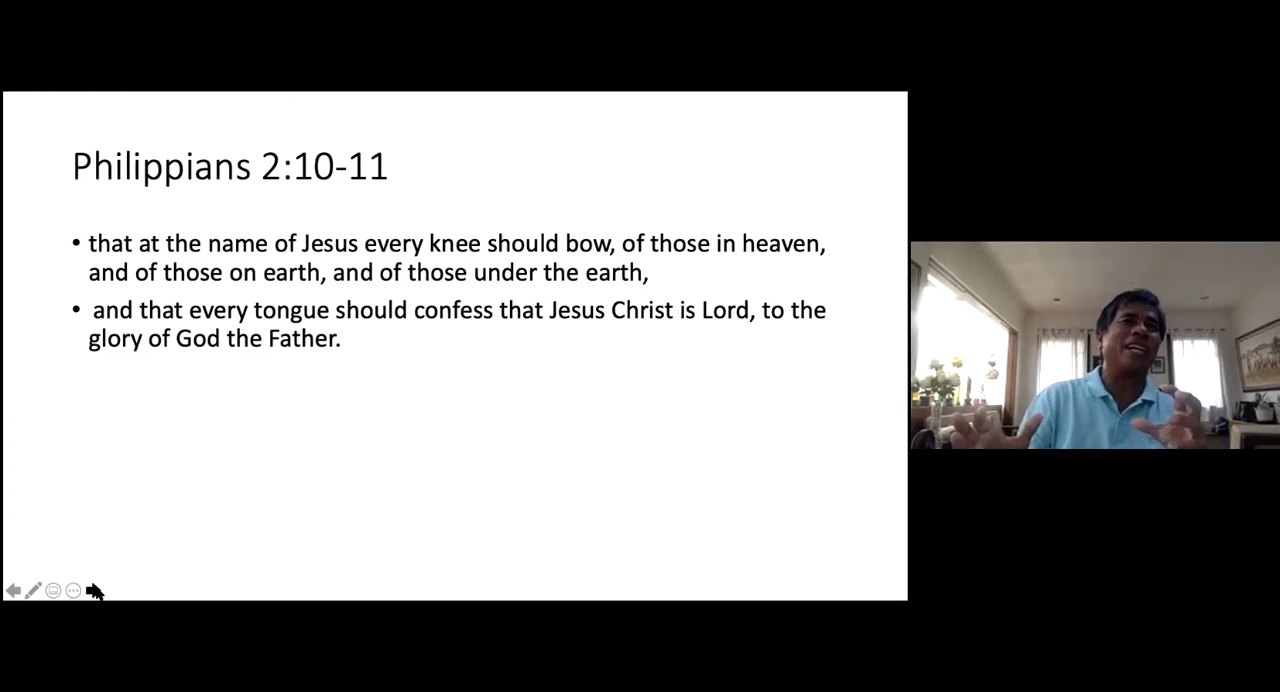 Philippians 2:10-11
• that at the name of Jesus every knee should bow, of those in heaven,
and of those on earth, and of those under the earth,
• and that every tongue should confess that Jesus Christ is Lord, to the
glory of God the Father.